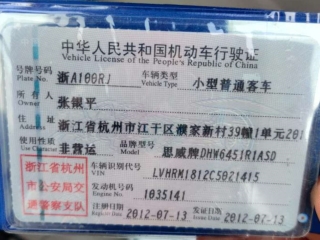 中华人民共和国机动车行驶证
Vehicle License of the People's Republic of China
号牌号码 浙A100RJ 车辆类型 小型普通客车
Plate No. Vehicle Type
所有人 张银平
Owner
住址 浙江省杭州市江干区濮家新村39幢1单元201
Address
使用性质 非营运 品牌型号 思威牌DHW6451R1ASD
Use Character Model
浙江省杭州市公安局交通警察支队
车辆识别代号 LVHRM1812C5021415
VIN
发动机号码 1035141
Engine No.
注册日期 2012-07-13 发证日期 2012-07-13
Register Date Issue Date